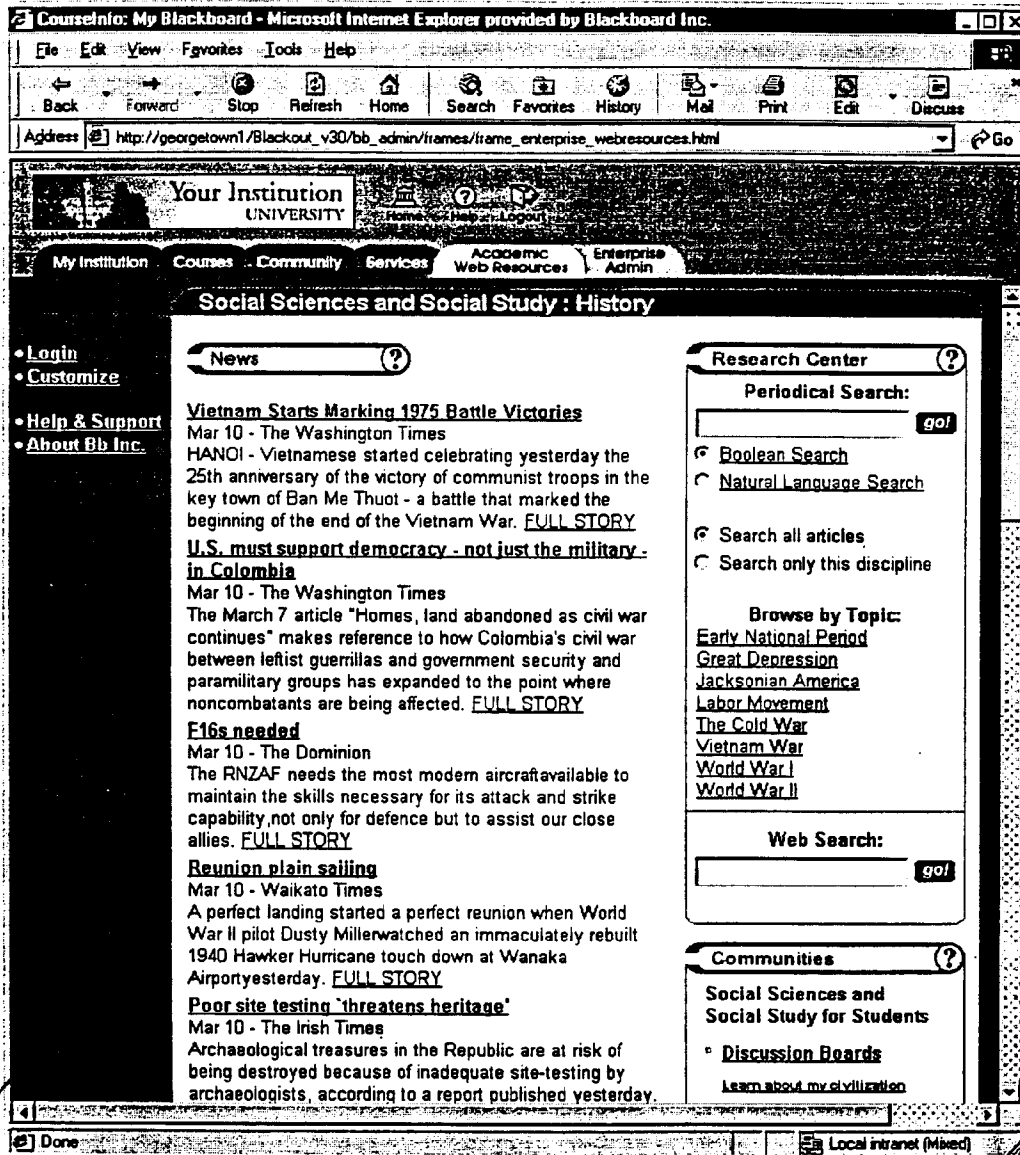 CourseInfo: My Blackboard - Microsoft Internet Explorer provided by Blackboard Inc.
File Edit View Favorites Tools Help
Back Forward Stop Refresh Home Search Favorites History Mail Print Edit Discuss
Address http://georgetown1/Blackout_v30/bb_admin/frames/frame_enterprise_webresources.html Go
Your Institution
UNIVERSITY
Home Help Logout
My Institution Courses Community Services Academic Web Resources Enterprise Admin
Social Sciences and Social Study : History
• Login
• Customize
• Help & Support
• About Bb Inc.
News ?
Vietnam Starts Marking 1975 Battle Victories
Mar 10 - The Washington Times
HANOI - Vietnamese started celebrating yesterday the
25th anniversary of the victory of communist troops in the
key town of Ban Me Thuot - a battle that marked the
beginning of the end of the Vietnam War. FULL STORY
U.S. must support democracy - not just the military -
in Colombia
Mar 10 - The Washington Times
The March 7 article "Homes, land abandoned as civil war
continues" makes reference to how Colombia's civil war
between leftist guerrillas and government security and
paramilitary groups has expanded to the point where
noncombatants are being affected. FULL STORY
F16s needed
Mar 10 - The Dominion
The RNZAF needs the most modern aircraftavailable to
maintain the skills necessary for its attack and strike
capability,not only for defence but to assist our close
allies. FULL STORY
Reunion plain sailing
Mar 10 - Waikato Times
A perfect landing started a perfect reunion when World
War II pilot Dusty Millerwatched an immaculately rebuilt
1940 Hawker Hurricane touch down at Wanaka
Airportyesterday. FULL STORY
Poor site testing `threatens heritage'
Mar 10 - The Irish Times
Archaeological treasures in the Republic are at risk of
being destroyed because of inadequate site-testing by
archaeologists, according to a report published yesterday.
Research Center ?
Periodical Search:
go!
Boolean Search
Natural Language Search
Search all articles
Search only this discipline
Browse by Topic:
Early National Period
Great Depression
Jacksonian America
Labor Movement
The Cold War
Vietnam War
World War I
World War II
Web Search:
go!
Communities ?
Social Sciences and
Social Study for Students
Discussion Boards
Learn about my civilization
Done Local intranet (Mixed)